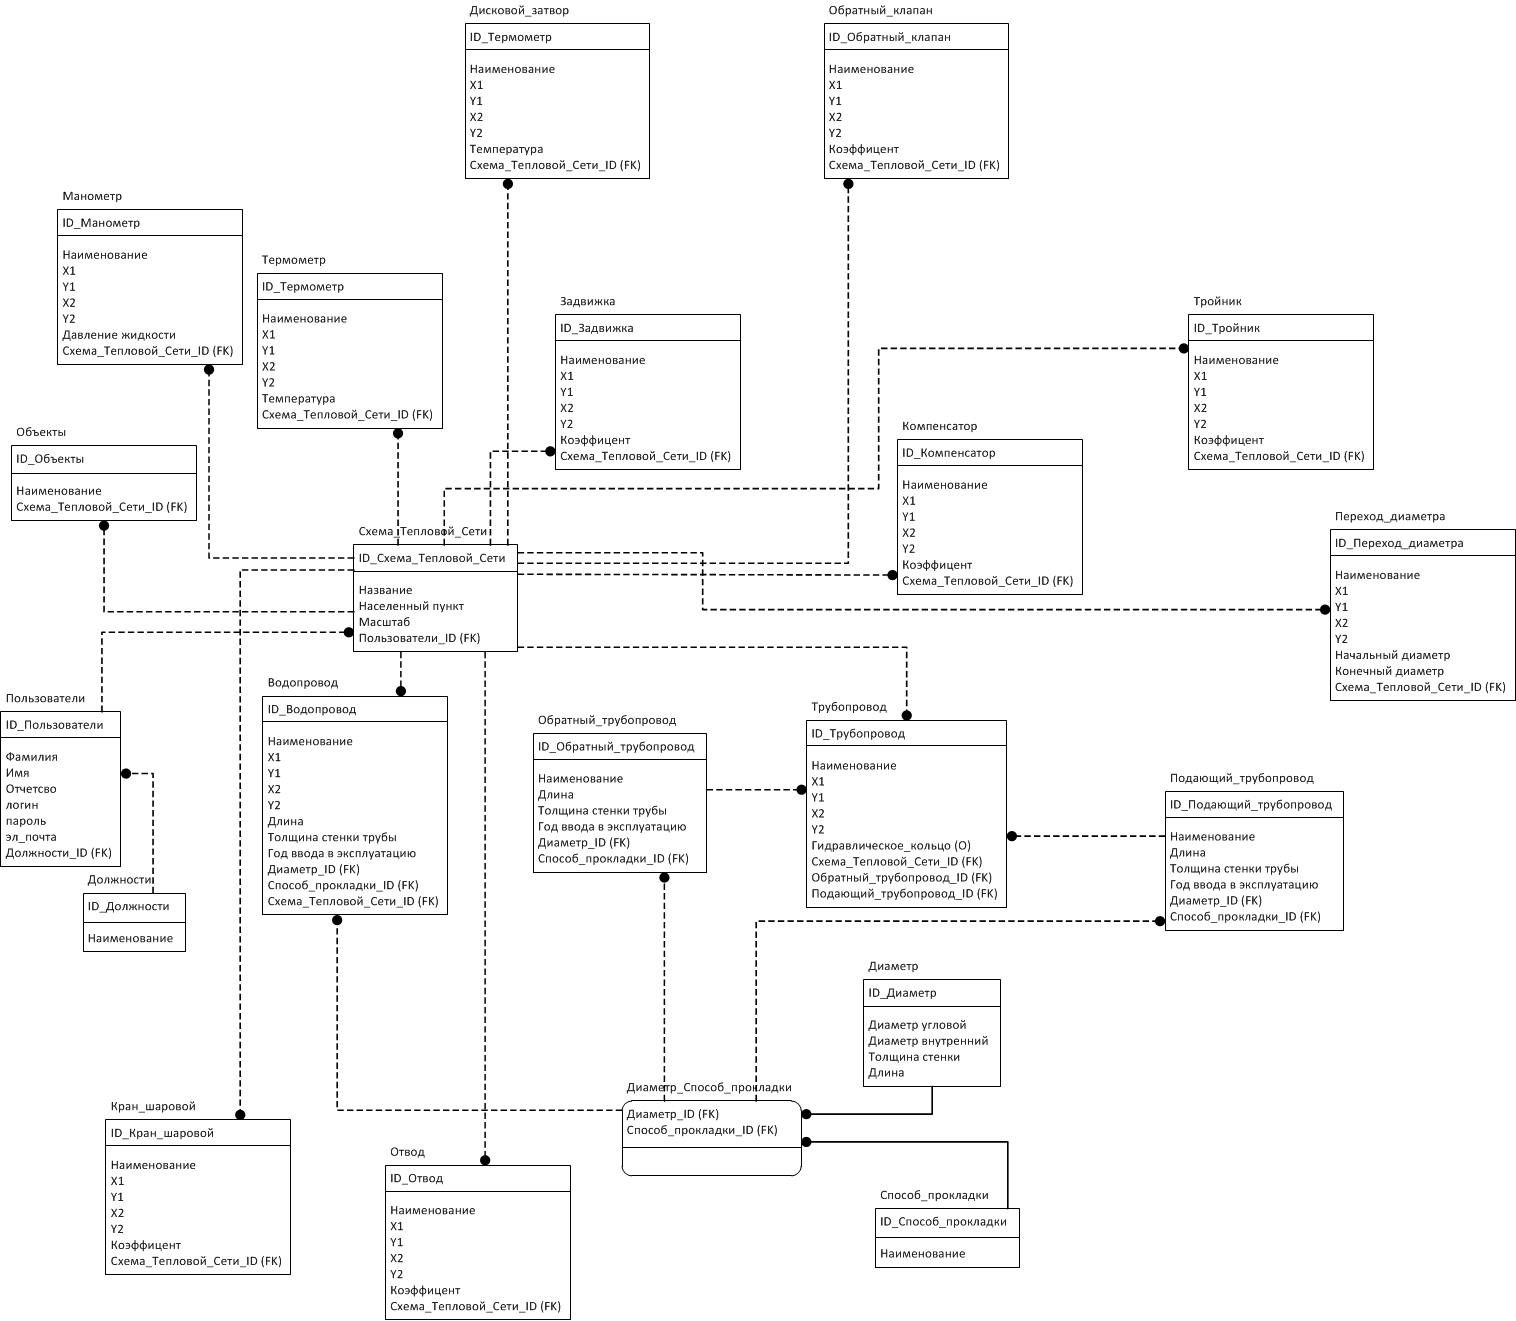 Дисковой_затвор
ID_Термометр
Наименование
X1
Y1
X2
Y2
Температура
Схема_Тепловой_Сети_ID (FK)
Обратный_клапан
ID_Обратный_клапан
Наименование
X1
Y1
X2
Y2
Коэффицент
Схема_Тепловой_Сети_ID (FK)
Манометр
ID_Манометр
Наименование
X1
Y1
X2
Y2
Давление жидкости
Схема_Тепловой_Сети_ID (FK)
Термометр
ID_Термометр
Наименование
X1
Y1
X2
Y2
Температура
Схема_Тепловой_Сети_ID (FK)
Задвижка
ID_Задвижка
Наименование
X1
Y1
X2
Y2
Коэффицент
Схема_Тепловой_Сети_ID (FK)
Тройник
ID_Тройник
Наименование
X1
Y1
X2
Y2
Коэффицент
Схема_Тепловой_Сети_ID (FK)
Объекты
ID_Объекты
Наименование
Схема_Тепловой_Сети_ID (FK)
Компенсатор
ID_Компенсатор
Наименование
X1
Y1
X2
Y2
Коэффицент
Схема_Тепловой_Сети_ID (FK)
Переход_диаметра
ID_Переход_диаметра
Наименование
X1
Y1
X2
Y2
Начальный диаметр
Конечный диаметр
Схема_Тепловой_Сети_ID (FK)
Схема_Тепловой_Сети
ID_Схема_Тепловой_Сети
Название
Населенный пункт
Масштаб
Пользователи_ID (FK)
Пользователи
ID_Пользователи
Фамилия
Имя
Отчетсво
логин
пароль
эл_почта
Должности_ID (FK)
Водопровод
ID_Водопровод
Наименование
X1
Y1
X2
Y2
Длина
Толщина стенки трубы
Год ввода в эксплуатацию
Диаметр_ID (FK)
Способ_прокладки_ID (FK)
Схема_Тепловой_Сети_ID (FK)
Обратный_трубопровод
ID_Обратный_трубопровод
Наименование
Длина
Толщина стенки трубы
Год ввода в эксплуатацию
Диаметр_ID (FK)
Способ_прокладки_ID (FK)
Трубопровод
ID_Трубопровод
Наименование
X1
Y1
X2
Y2
Гидравлическое_кольцо (O)
Схема_Тепловой_Сети_ID (FK)
Обратный_трубопровод_ID (FK)
Подающий_трубопровод_ID (FK)
Подающий_трубопровод
ID_Подающий_трубопровод
Наименование
Длина
Толщина стенки трубы
Год ввода в эксплуатацию
Диаметр_ID (FK)
Способ_прокладки_ID (FK)
Должности
ID_Должности
Наименование
Диаметр
ID_Диаметр
Диаметр угловой
Диаметр внутренний
Толщина стенки
Длина
Диаметр_Способ_прокладки
Диаметр_ID (FK)
Способ_прокладки_ID (FK)
Кран_шаровой
ID_Кран_шаровой
Наименование
X1
Y1
X2
Y2
Коэффицент
Схема_Тепловой_Сети_ID (FK)
Отвод
ID_Отвод
Наименование
X1
Y1
X2
Y2
Коэффицент
Схема_Тепловой_Сети_ID (FK)
Способ_прокладки
ID_Способ_прокладки
Наименование